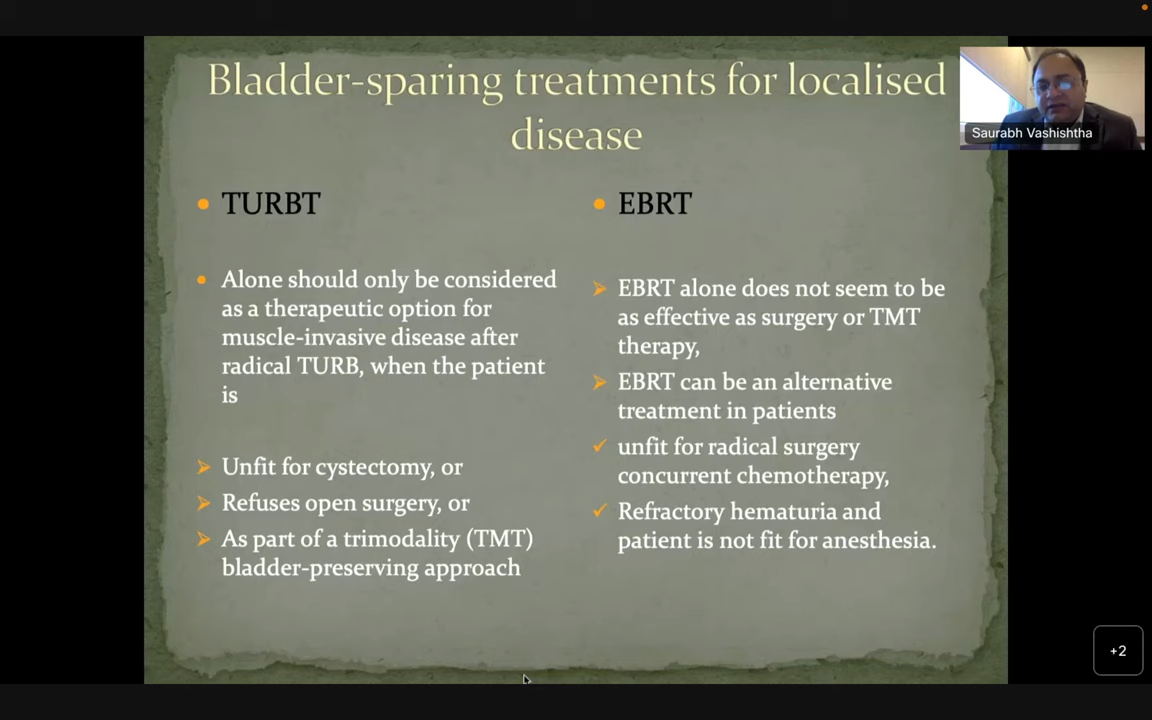 Bladder-sparing treatments for localised
disease
Saurabh Vashishtha
TURBT
Alone should only be considered
as a therapeutic option for
muscle-invasive disease after
radical TURB, when the patient
is
Unfit for cystectomy, or
Refuses open surgery, or
As part of a trimodality (TMT)
bladder-preserving approach
EBRT
EBRT alone does not seem to be
as effective as surgery or TMT
therapy,
EBRT can be an alternative
treatment in patients
unfit for radical surgery
concurrent chemotherapy,
Refractory hematuria and
patient is not fit for anesthesia.
+2